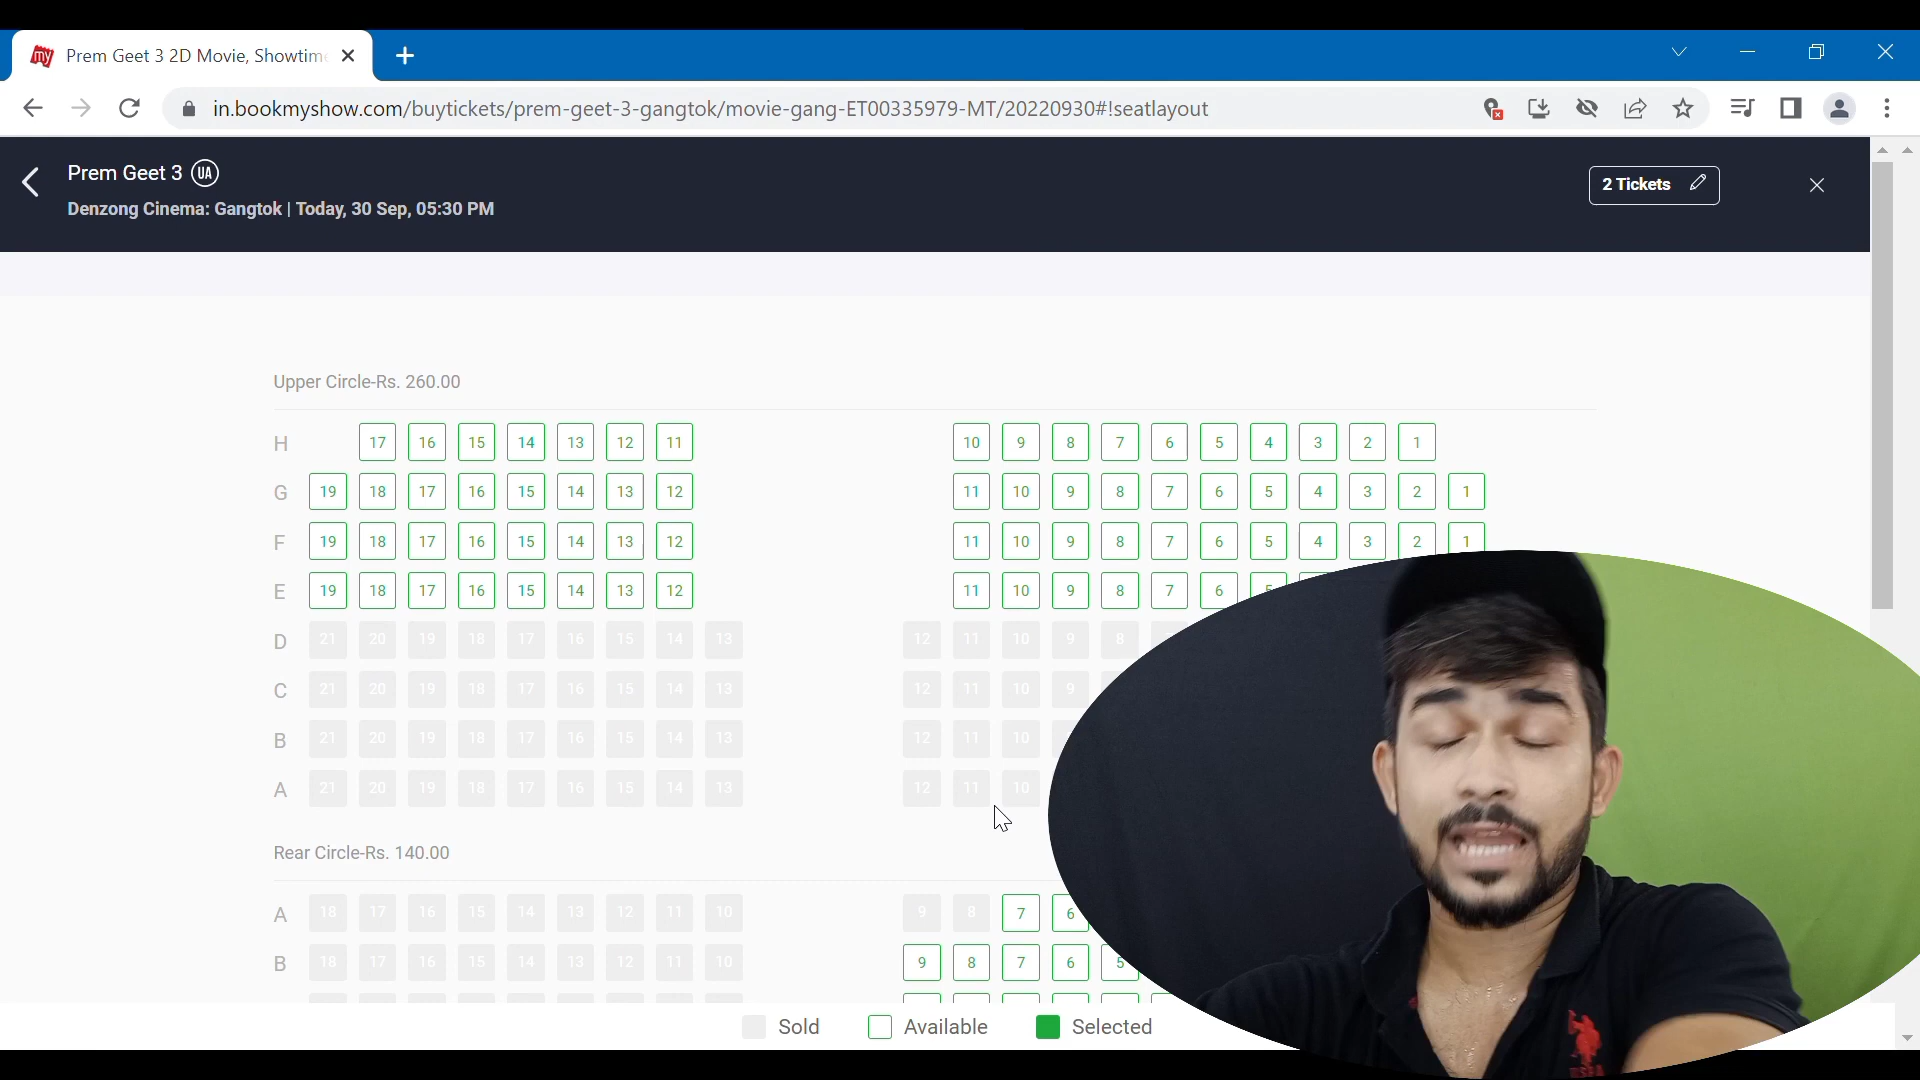 my Prem Geet 3 2D Movie, Showtim
in.bookmyshow.com/buytickets/prem-geet-3-gangtok/movie-gang-ET00335979-MT/20220930#!seatlayout
Prem Geet 3 UA
2 Tickets
Denzong Cinema: Gangtok | Today, 30 Sep, 05:30 PM
Upper Circle-Rs. 260.00
H 17 16 15 14 13 12 11 10 9 8 7 6 5 4 3 2 1
G 19 18 17 16 15 14 13 12 11 10 9 8 7 6 5 4 3 2 1
F 19 18 17 16 15 14 13 12 11 10 9 8 7 6 5 4 3 2 1
E 19 18 17 16 15 14 13 12 11 10 9 8 7 6 5
D 21 20 19 18 17 16 15 14 13 12 11 10 9 8
C 21 20 19 18 17 16 15 14 13 12 11 10 9
B 21 20 19 18 17 16 15 14 13 12 11 10
A 21 20 19 18 17 16 15 14 13 12 11 10
Rear Circle-Rs. 140.00
A 18 17 16 15 14 13 12 11 10 9 8 7 6
B 18 17 16 15 14 13 12 11 10 9 8 7 6 5
Sold Available Selected